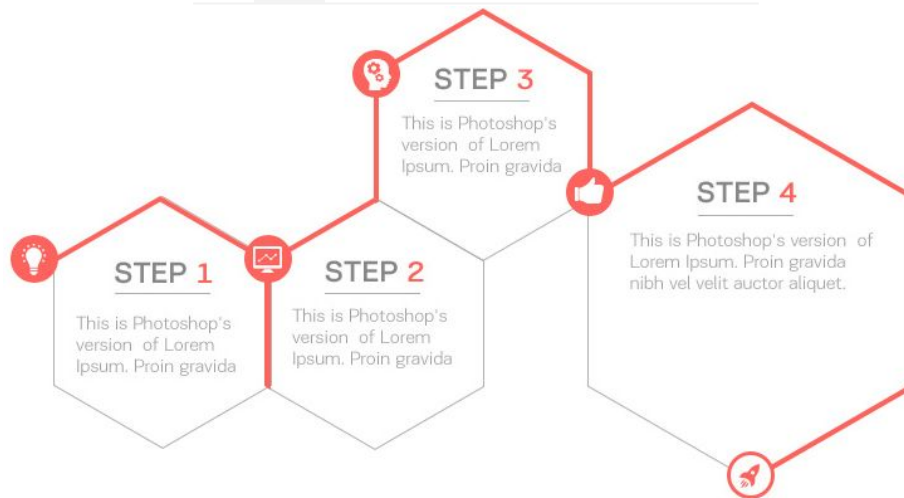 STEP 1
This is Photoshop's
version of Lorem
Ipsum. Proin gravida
STEP 2
This is Photoshop's
version of Lorem
Ipsum. Proin gravida
STEP 3
This is Photoshop's
version of Lorem
Ipsum. Proin gravida
STEP 4
This is Photoshop's version of
Lorem Ipsum. Proin gravida
nibh vel velit auctor aliquet.